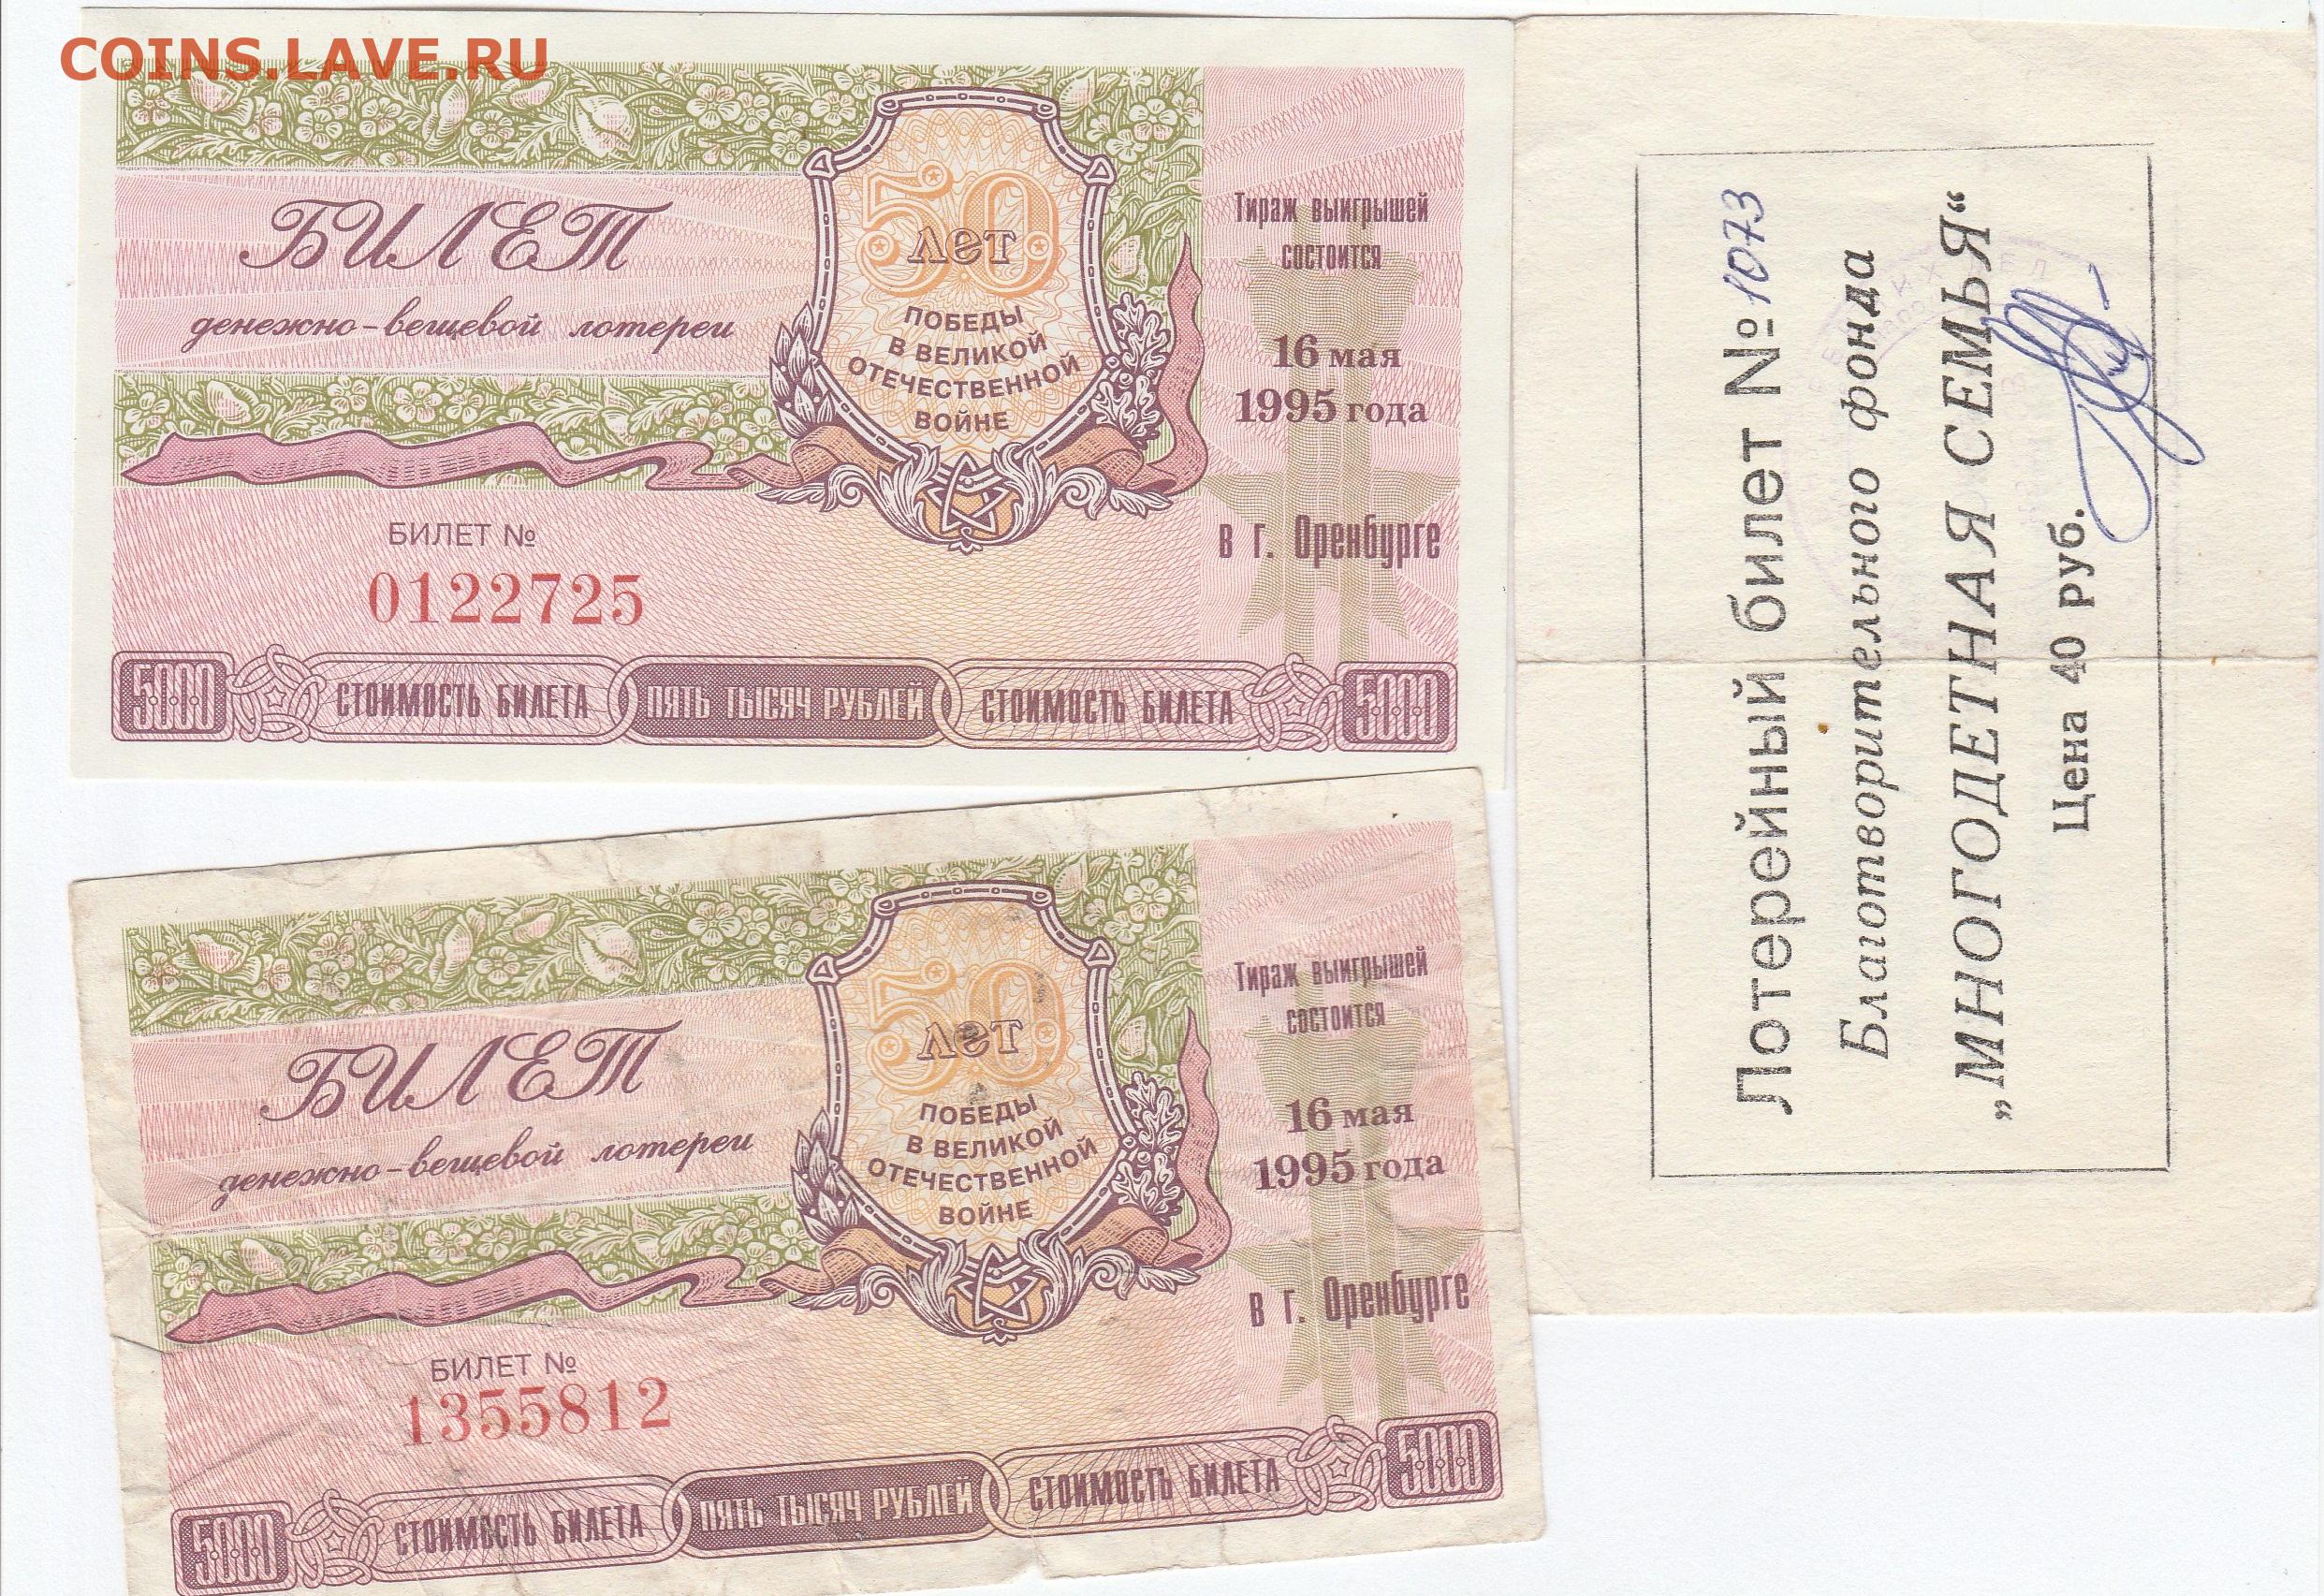 COINS.LAVE.RU
БИЛЕТ
денежно-вещевой лотереи
50
лет
ПОБЕДЫ
В ВЕЛИКОЙ
ОТЕЧЕСТВЕННОЙ
ВОЙНЕ
Тираж выигрышей
состоится
16 мая
1995 года
в г. Оренбурге
БИЛЕТ №
0122725
5000 СТОИМОСТЬ БИЛЕТА ПЯТЬ ТЫСЯЧ РУБЛЕЙ СТОИМОСТЬ БИЛЕТА 5000
БИЛЕТ
денежно-вещевой лотереи
50
лет
ПОБЕДЫ
В ВЕЛИКОЙ
ОТЕЧЕСТВЕННОЙ
ВОЙНЕ
Тираж выигрышей
состоится
16 мая
1995 года
в г. Оренбурге
БИЛЕТ №
1355812
5000 СТОИМОСТЬ БИЛЕТА ПЯТЬ ТЫСЯЧ РУБЛЕЙ СТОИМОСТЬ БИЛЕТА 5000
Лотерейный билет № 1073
Благотворительного фонда
„МНОГОДЕТНАЯ СЕМЬЯ“
Цена 40 руб.